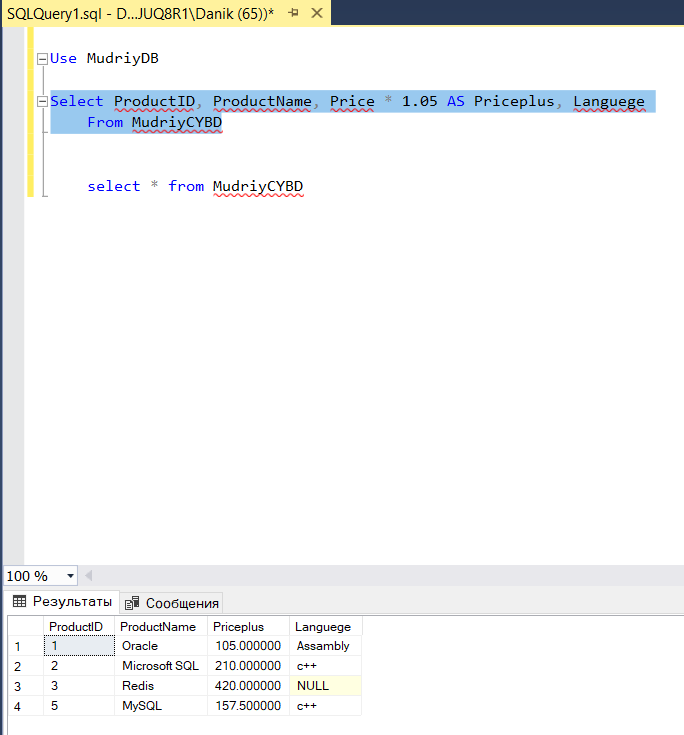 SQLQuery1.sql - D...JUQ8R1\Danik (65))*
Use MudriyDB
Select ProductID, ProductName, Price * 1.05 AS Priceplus, Languege
From MudriyCYBD
select * from MudriyCYBD
100 %
Результаты Сообщения
ProductID ProductName Priceplus Languege
1 1 Oracle 105.000000 Assambly
2 2 Microsoft SQL 210.000000 c++
3 3 Redis 420.000000 NULL
4 5 MySQL 157.500000 c++